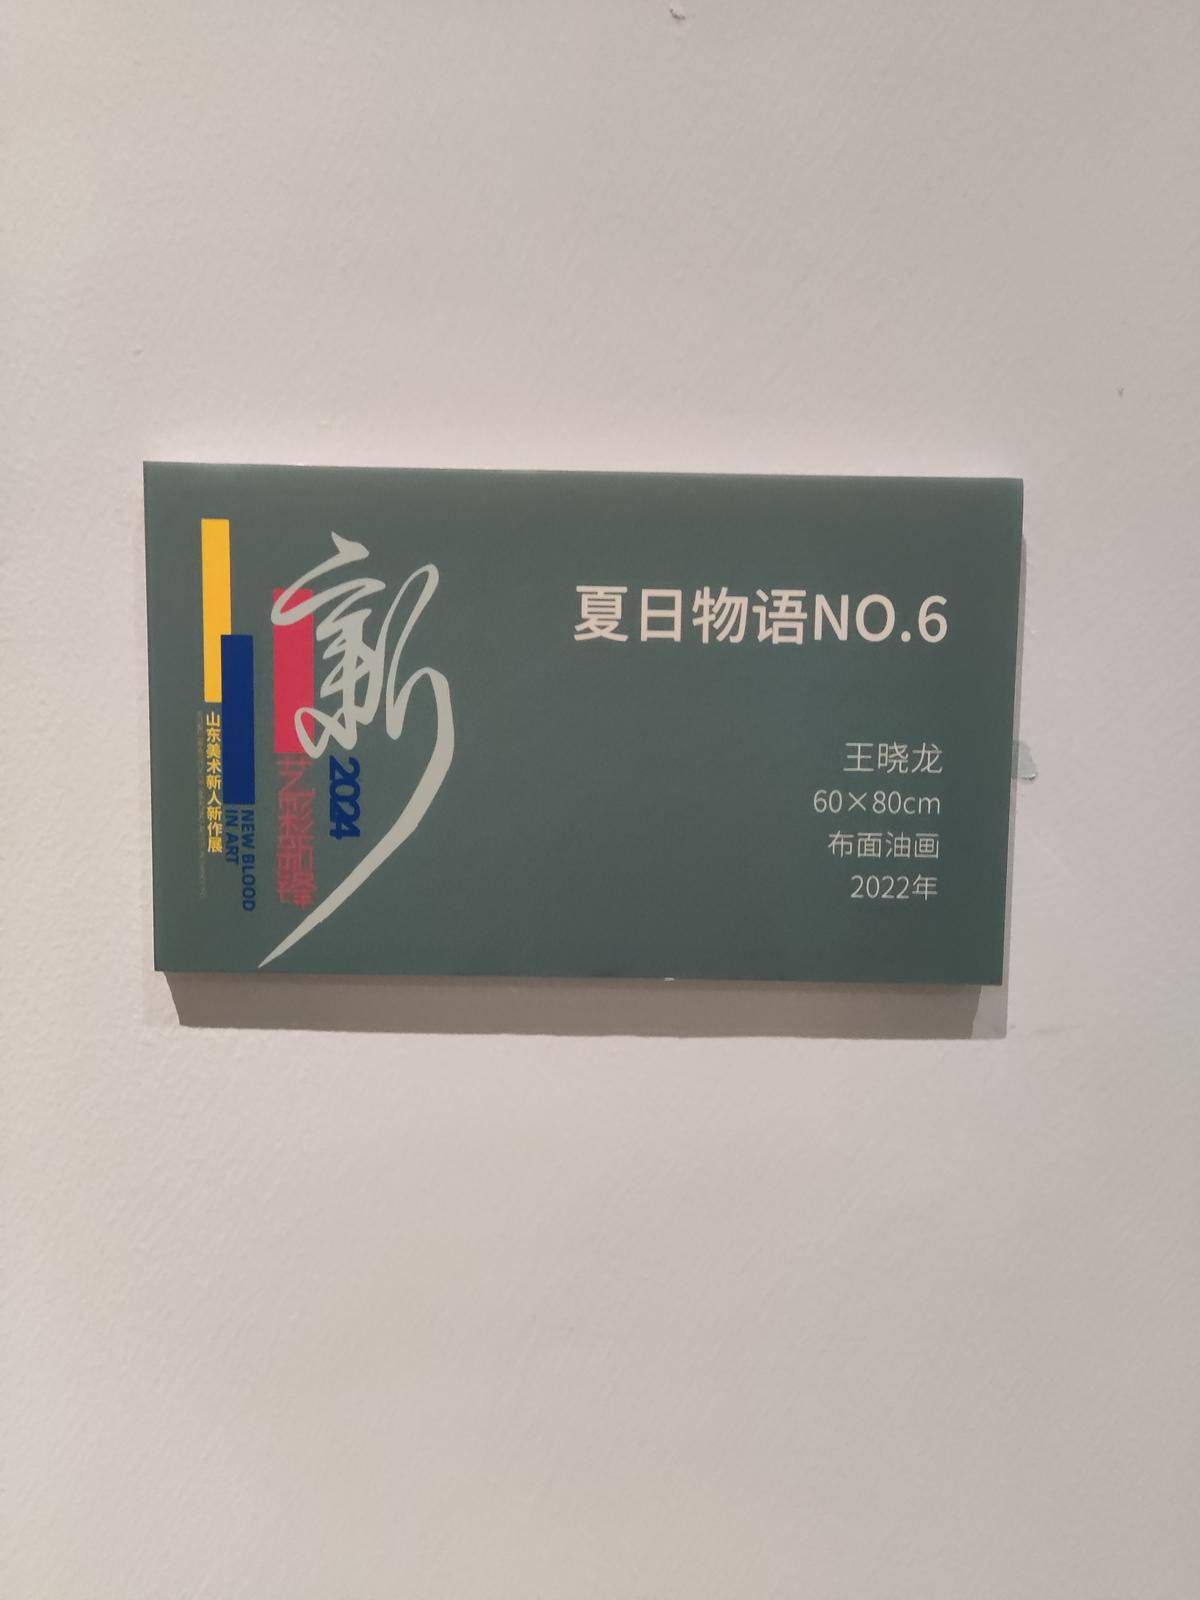 新
2024
艺彩新锋
山东美术新人新作展
NEW BLOOD
IN ART
夏日物语NO.6
王晓龙
60×80cm
布面油画
2022年